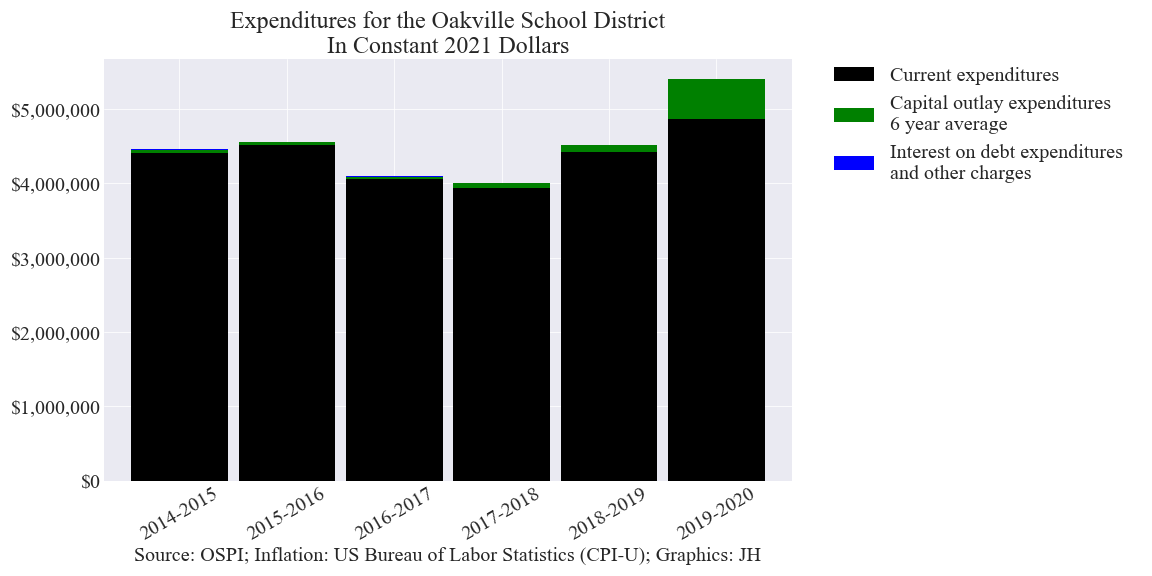 Expenditures for the Oakville School District
In Constant 2021 Dollars
Current expenditures
Capital outlay expenditures
6 year average
Interest on debt expenditures
and other charges
$5,000,000
$4,000,000
$3,000,000
$2,000,000
$1,000,000
$0
2014-2015
2015-2016
2016-2017
2017-2018
2018-2019
2019-2020
Source: OSPI; Inflation: US Bureau of Labor Statistics (CPI-U); Graphics: JH